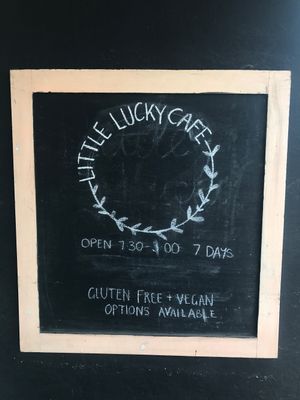 LITTLE LUCKY CAFE
OPEN 7.30-3.00 7 DAYS
GLUTEN FREE + VEGAN
OPTIONS AVAILABLE